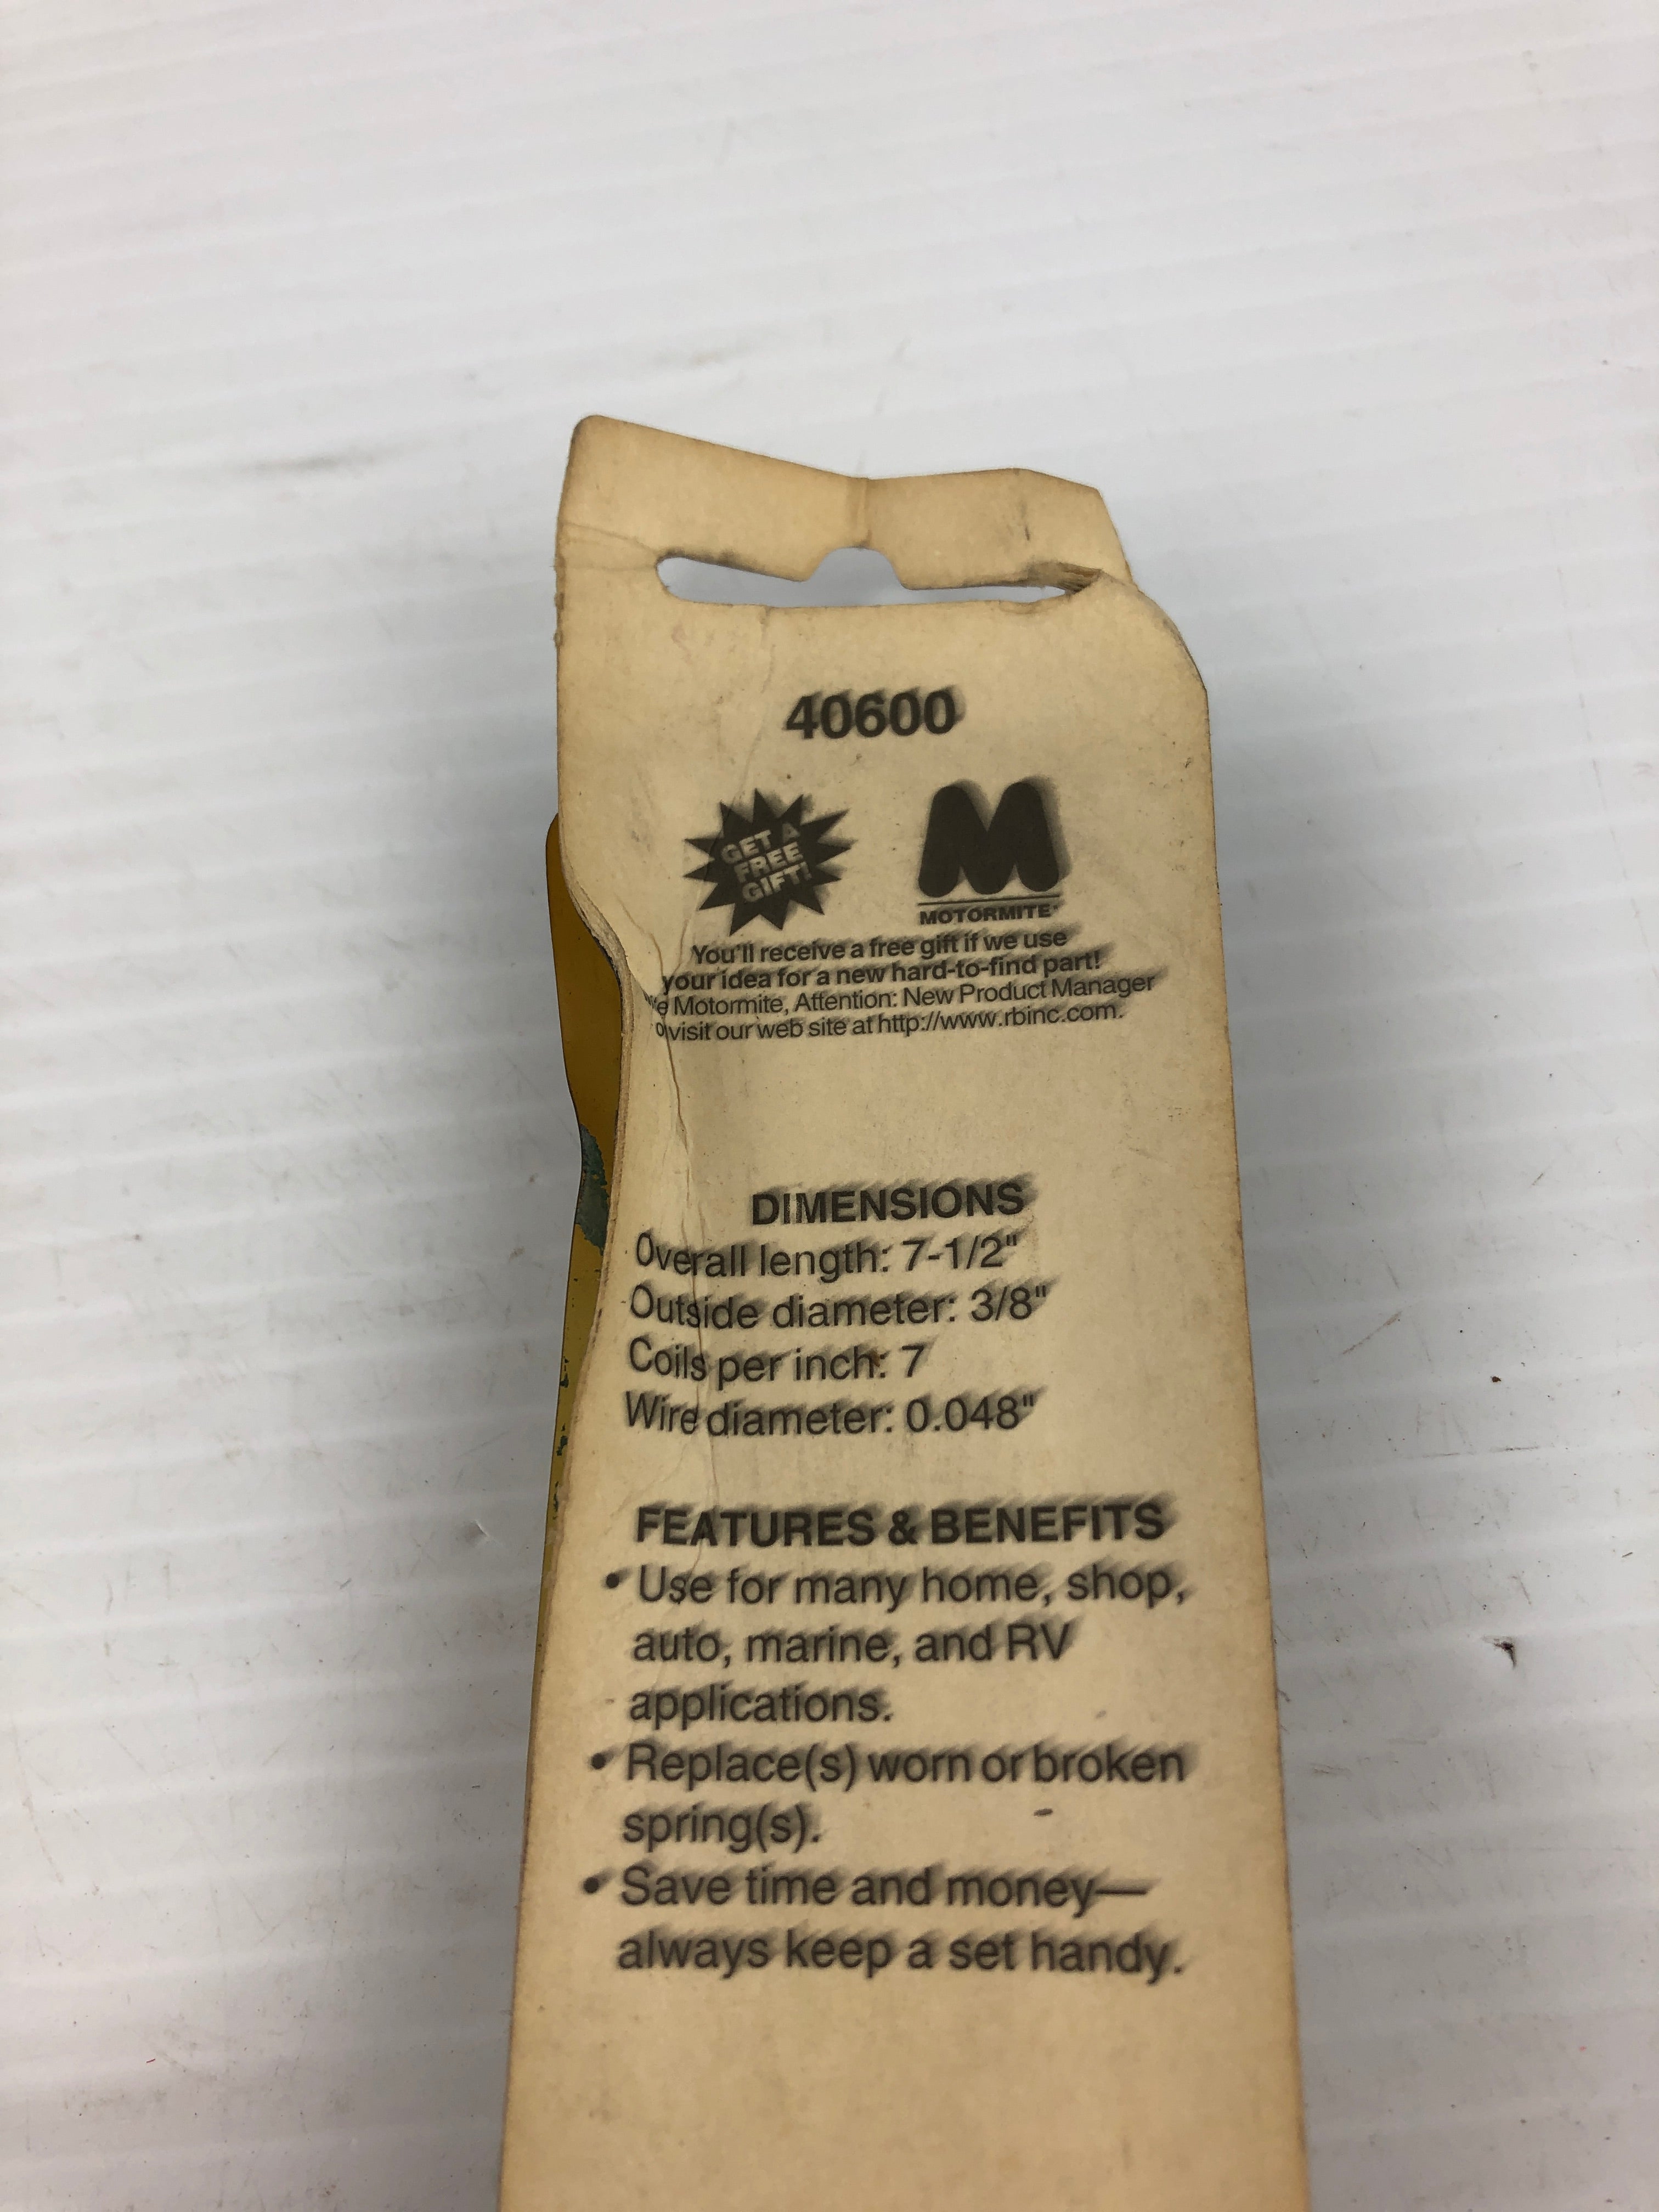 40600
GET A
FREE
GIFT!
M
MOTORMITE
You'll receive a free gift if we use
your idea for a new hard-to-find part!
Motormite, Attention: New Product Manager
visit our web site at http://www.rbinc.com.
DIMENSIONS
Overall length: 7-1/2"
Outside diameter: 3/8"
Coils per inch: 7
Wire diameter: 0.048"
FEATURES & BENEFITS
• Use for many home, shop,
auto, marine, and RV
applications.
• Replace(s) worn or broken
spring(s).
• Save time and money—
always keep a set handy.